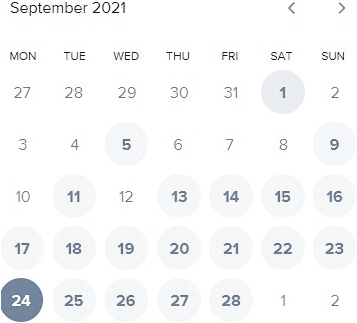 September 2021
MON TUE WED THU FRI SAT SUN
27 28 29 30 31 1 2
3 4 5 6 7 8 9
10 11 12 13 14 15 16
17 18 19 20 21 22 23
24 25 26 27 28 1 2